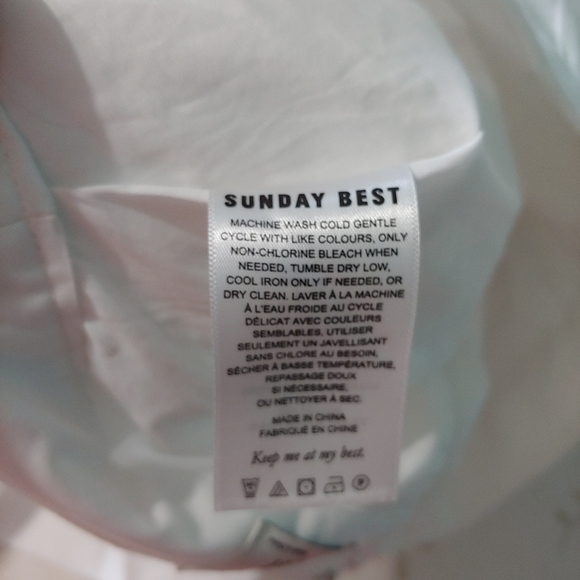 SUNDAY BEST
MACHINE WASH COLD GENTLE
CYCLE WITH LIKE COLOURS, ONLY
NON-CHLORINE BLEACH WHEN
NEEDED, TUMBLE DRY LOW,
COOL IRON ONLY IF NEEDED, OR
DRY CLEAN. LAVER À LA MACHINE
À L'EAU FROIDE AU CYCLE
DÉLICAT AVEC COULEURS
SEMBLABLES, UTILISER
SEULEMENT UN JAVELLISANT
SANS CHLORE AU BESOIN,
SÉCHER À BASSE TEMPÉRATURE,
REPASSAGE DOUX
SI NÉCESSAIRE,
OU NETTOYER À SEC.
MADE IN CHINA
FABRIQUÉ EN CHINE
Keep me at my best.